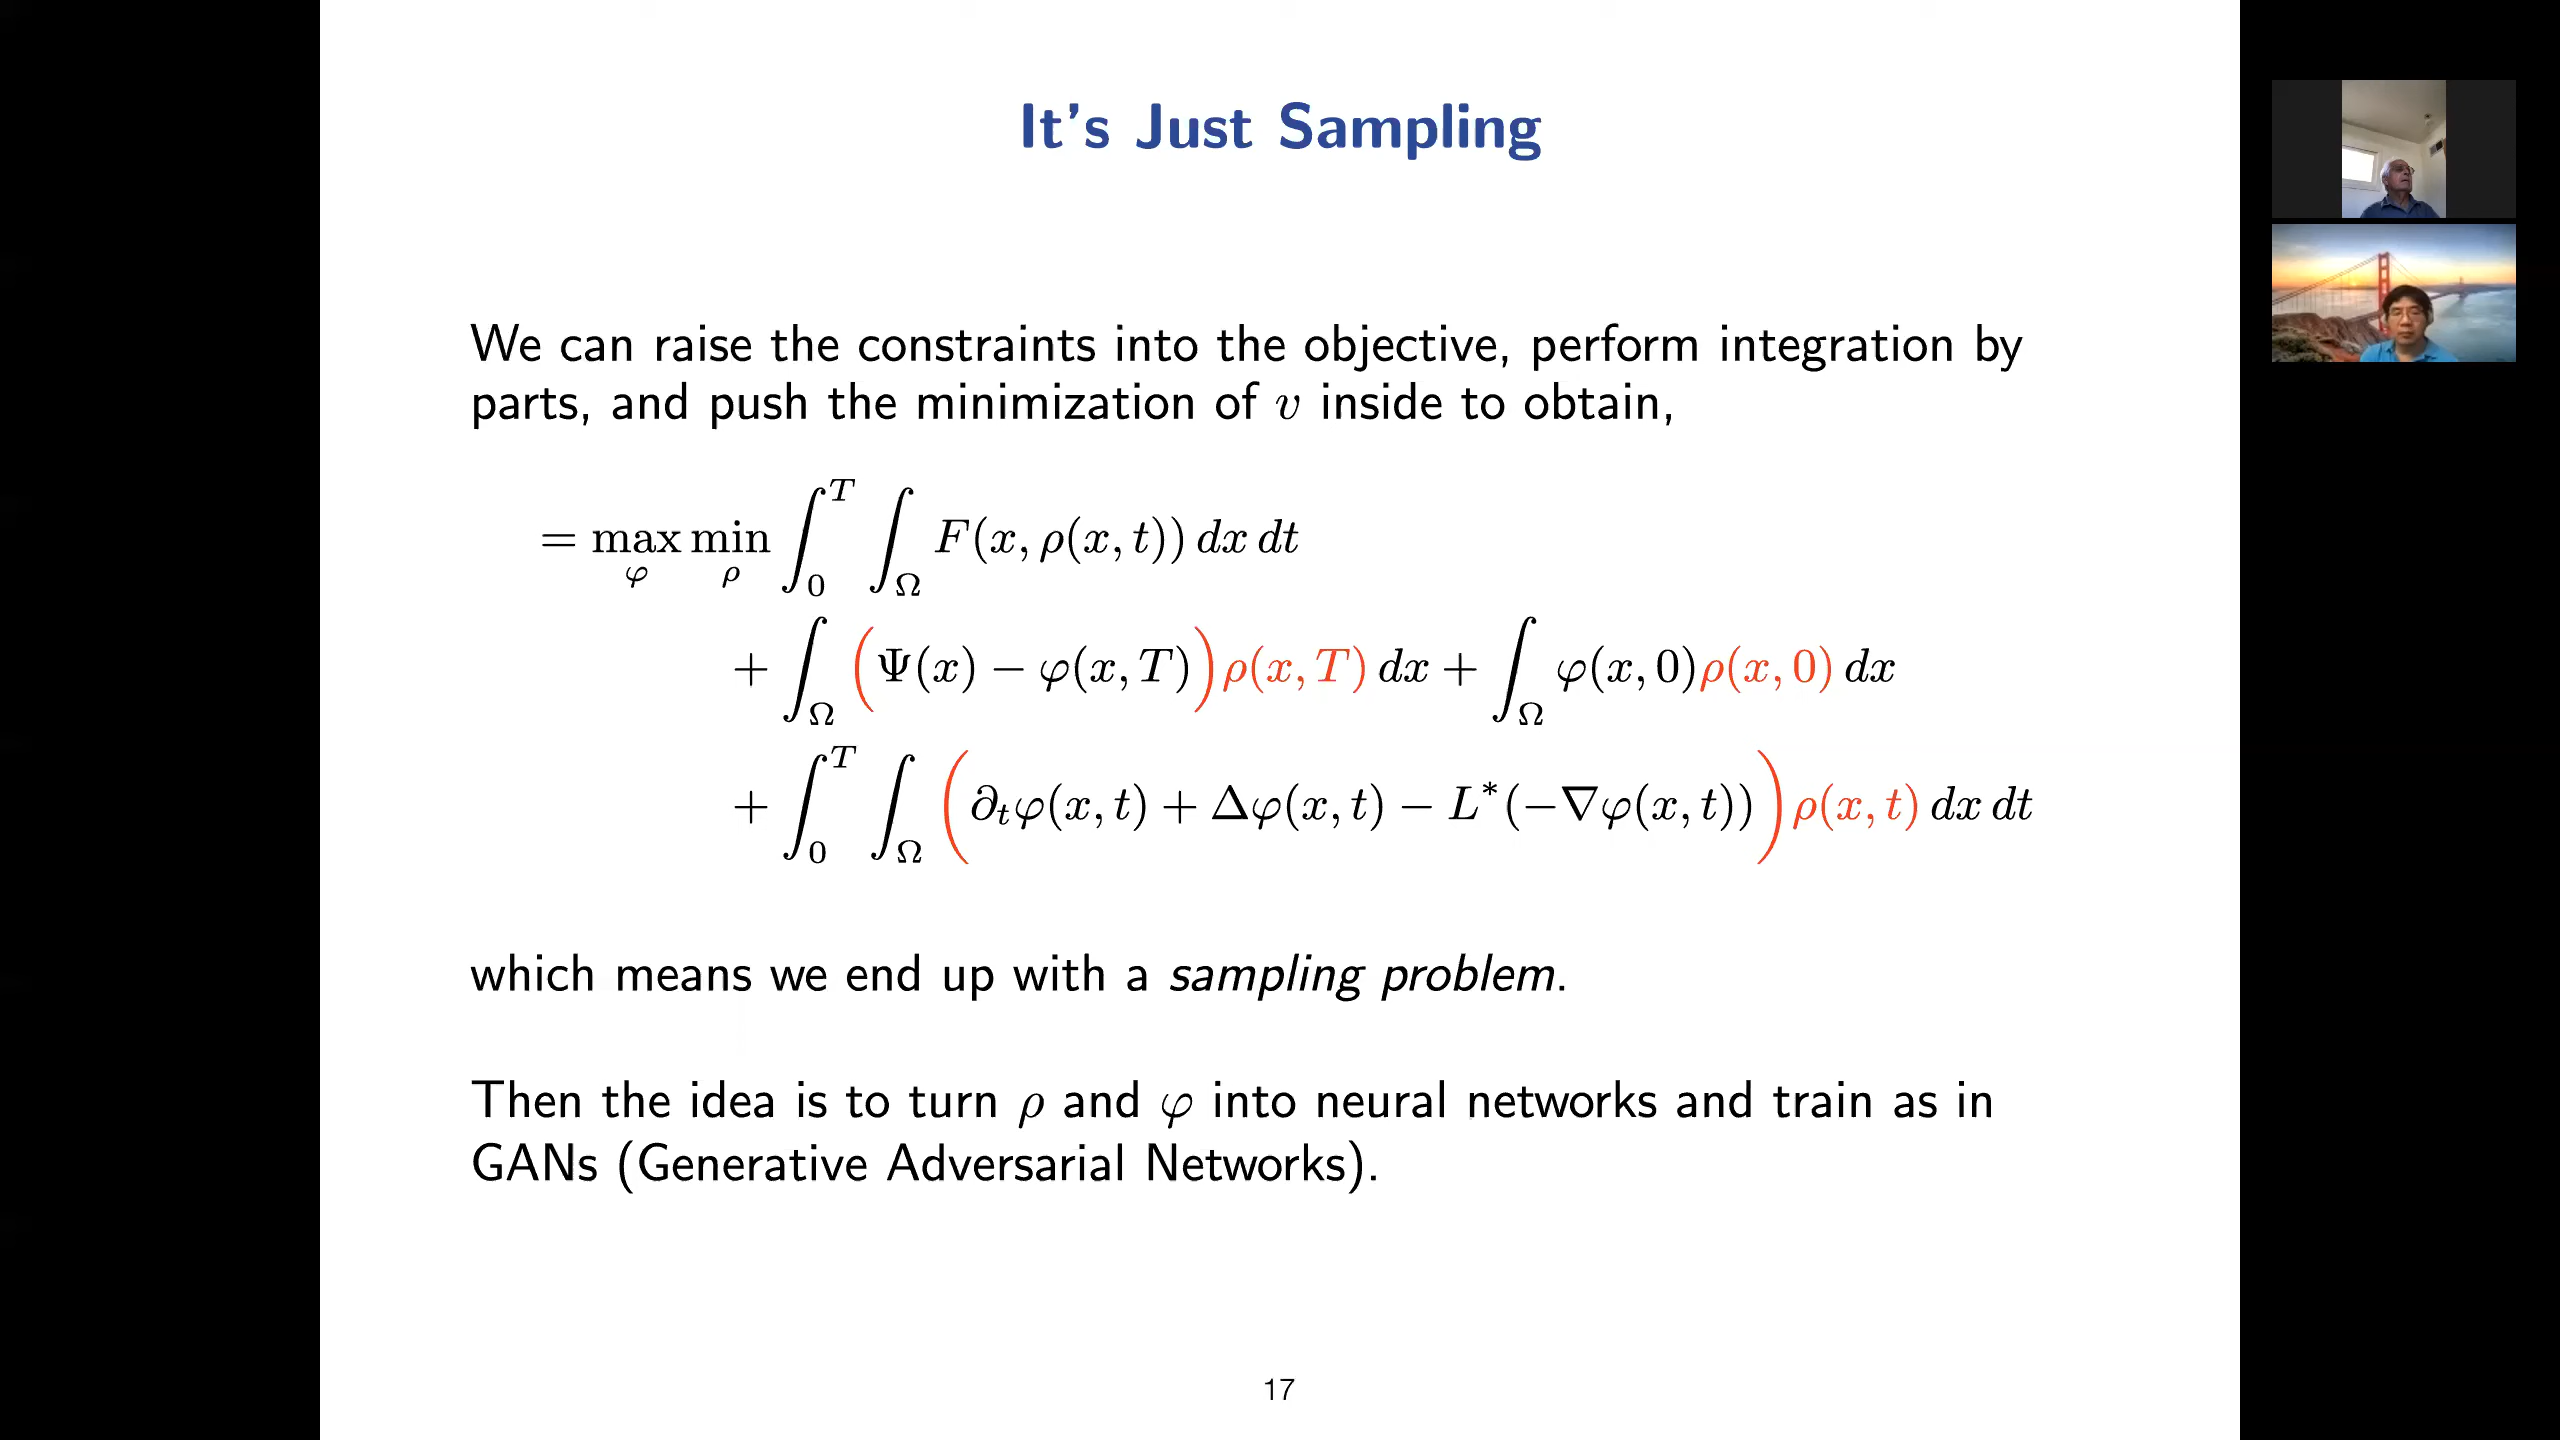 It's Just Sampling
We can raise the constraints into the objective, perform integration by
parts, and push the minimization of v inside to obtain,
= max_φ min_ρ ∫_0^T ∫_Ω F(x, ρ(x, t)) dx dt
+ ∫_Ω (Ψ(x) − φ(x, T)) ρ(x, T) dx + ∫_Ω φ(x, 0)ρ(x, 0) dx
+ ∫_0^T ∫_Ω (∂_t φ(x, t) + Δφ(x, t) − L*(−∇φ(x, t))) ρ(x, t) dx dt
which means we end up with a sampling problem.
Then the idea is to turn ρ and φ into neural networks and train as in
GANs (Generative Adversarial Networks).
17